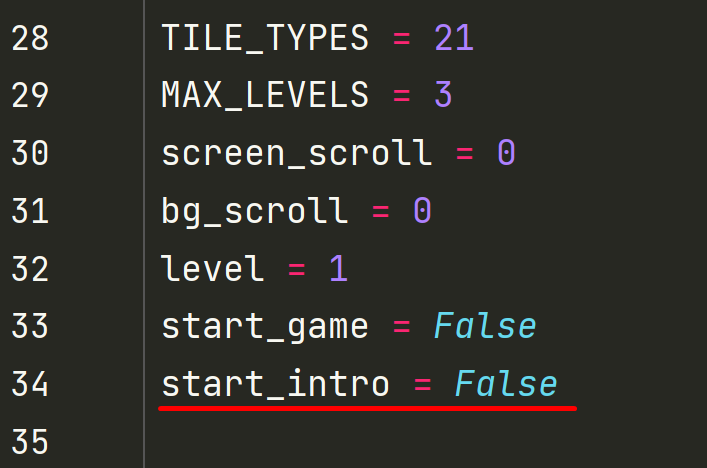 28 TILE_TYPES = 21
29 MAX_LEVELS = 3
30 screen_scroll = 0
31 bg_scroll = 0
32 level = 1
33 start_game = False
34 start_intro = False
35